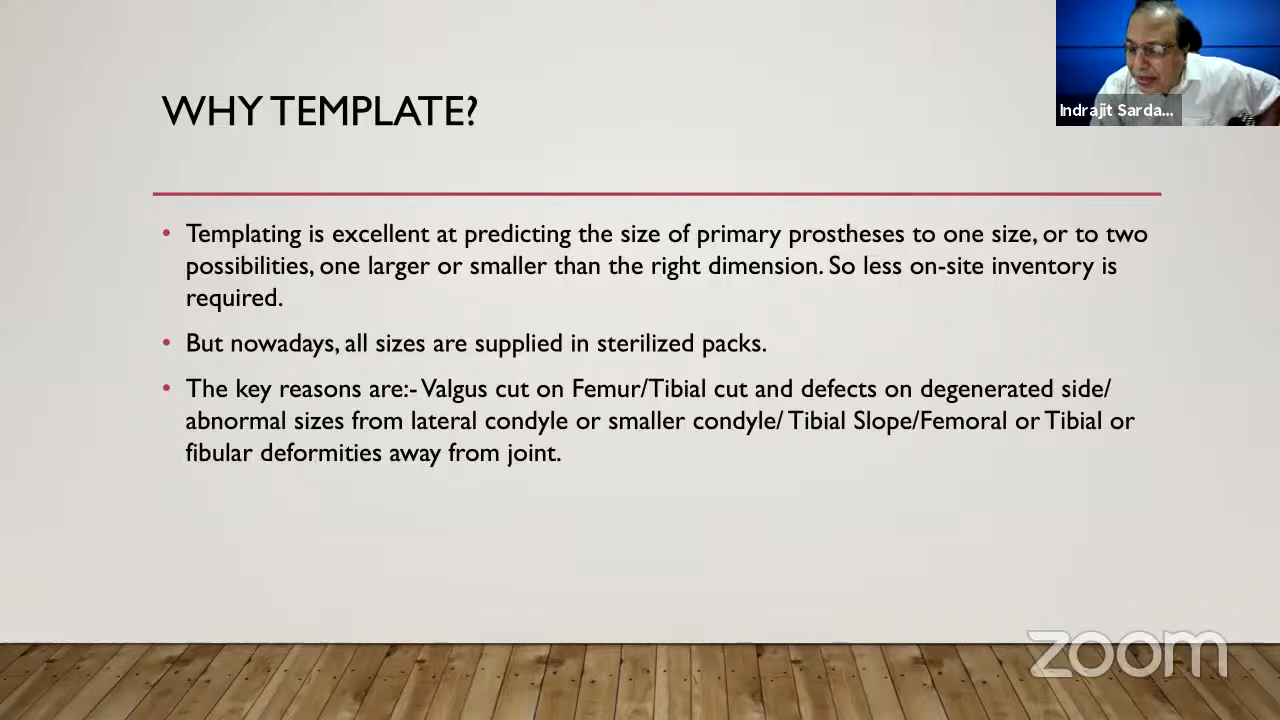 WHY TEMPLATE?
Indrajit Sarda...
• Templating is excellent at predicting the size of primary prostheses to one size, or to two
possibilities, one larger or smaller than the right dimension. So less on-site inventory is
required.
• But nowadays, all sizes are supplied in sterilized packs.
• The key reasons are:- Valgus cut on Femur/Tibial cut and defects on degenerated side/
abnormal sizes from lateral condyle or smaller condyle/ Tibial Slope/Femoral or Tibial or
fibular deformities away from joint.
zoom